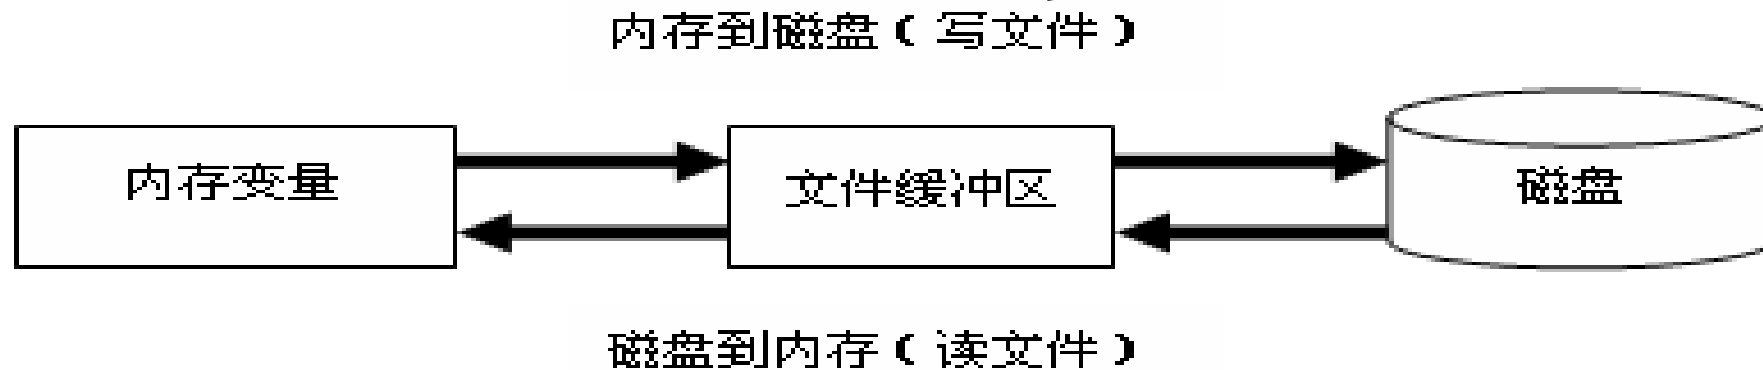 内存到磁盘（写文件）
内存变量
文件缓冲区
磁盘
磁盘到内存（读文件）